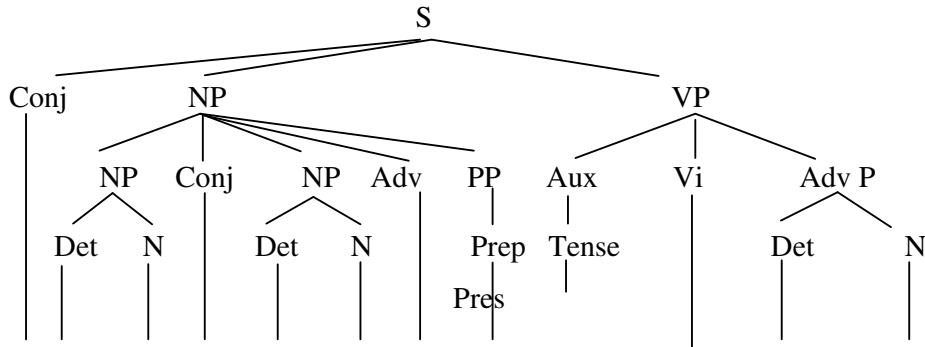 S
Conj NP VP
NP Conj NP Adv PP Aux Vi Adv P
Det N Det N Prep Tense Det N
Pres